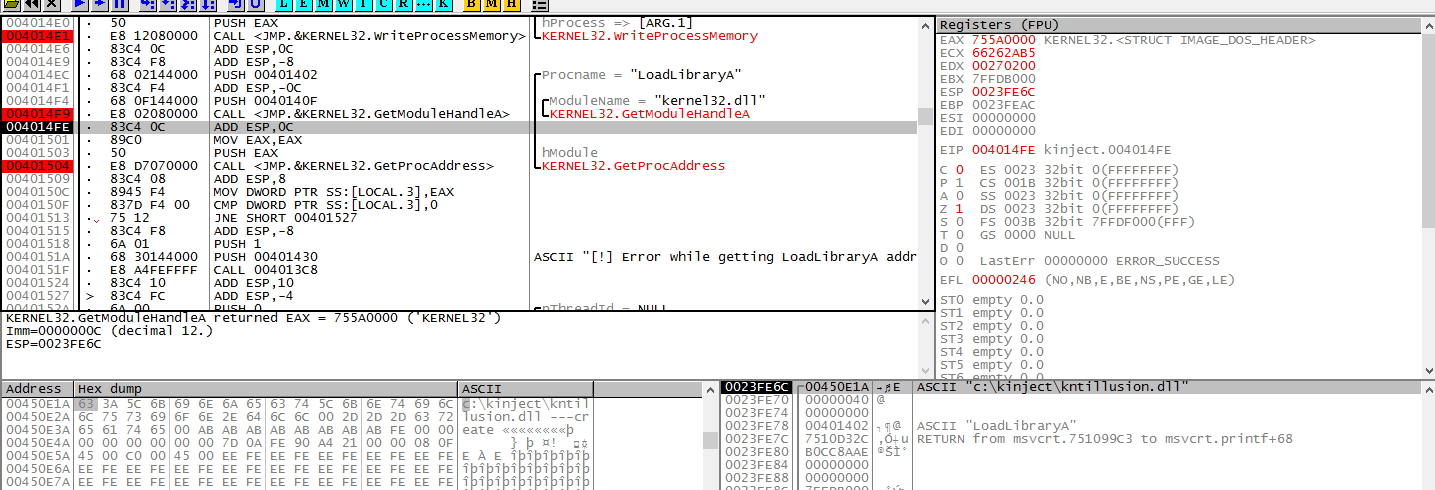 L E M W T C R ... K B M H
004014E0 . 50 PUSH EAX hProcess => [ARG.1]
004014E1 . E8 12080000 CALL <JMP.&KERNEL32.WriteProcessMemory> KERNEL32.WriteProcessMemory
004014E6 . 83C4 0C ADD ESP,0C
004014E9 . 83C4 F8 ADD ESP,-8
004014EC . 68 02144000 PUSH 00401402 Procname = "LoadLibraryA"
004014F1 . 83C4 F4 ADD ESP,-0C
004014F4 . 68 0F144000 PUSH 0040140F ModuleName = "kernel32.dll"
004014F9 . E8 02080000 CALL <JMP.&KERNEL32.GetModuleHandleA> KERNEL32.GetModuleHandleA
004014FE . 83C4 0C ADD ESP,0C
00401501 . 89C0 MOV EAX,EAX
00401503 . 50 PUSH EAX hModule
00401504 . E8 D7070000 CALL <JMP.&KERNEL32.GetProcAddress> KERNEL32.GetProcAddress
00401509 . 83C4 08 ADD ESP,8
0040150C . 8945 F4 MOV DWORD PTR SS:[LOCAL.3],EAX
0040150F . 837D F4 00 CMP DWORD PTR SS:[LOCAL.3],0
00401513 . 75 12 JNE SHORT 00401527
00401515 . 83C4 F8 ADD ESP,-8
00401518 . 6A 01 PUSH 1
0040151A . 68 30144000 PUSH 00401430 ASCII "[!] Error while getting LoadLibraryA addr
0040151F . E8 A4FEFFFF CALL 004013C8
00401524 . 83C4 10 ADD ESP,10
00401527 > 83C4 FC ADD ESP,-4
0040152A . 6A 00 PUSH 0 pThreadId = NULL
KERNEL32.GetModuleHandleA returned EAX = 755A0000 ('KERNEL32')
Imm=0000000C (decimal 12.)
ESP=0023FE6C
Registers (FPU)
EAX 755A0000 KERNEL32.<STRUCT IMAGE_DOS_HEADER>
ECX 66262AB5
EDX 00270200
EBX 7FFDB000
ESP 0023FE6C
EBP 0023FEAC
ESI 00000000
EDI 00000000
EIP 004014FE kinject.004014FE
C 0 ES 0023 32bit 0(FFFFFFFF)
P 1 CS 001B 32bit 0(FFFFFFFF)
A 0 SS 0023 32bit 0(FFFFFFFF)
Z 1 DS 0023 32bit 0(FFFFFFFF)
S 0 FS 003B 32bit 7FFDF000(FFF)
T 0 GS 0000 NULL
D 0
O 0 LastErr 00000000 ERROR_SUCCESS
EFL 00000246 (NO,NB,E,BE,NS,PE,GE,LE)
ST0 empty 0.0
ST1 empty 0.0
ST2 empty 0.0
ST3 empty 0.0
ST4 empty 0.0
ST5 empty 0.0
ST6 empty 0.0
Address Hex dump ASCII
00450E1A 63 3A 5C 6B 69 6E 6A 65 63 74 5C 6B 6E 74 69 6C c:\kinject\kntil
00450E2A 6C 75 73 69 6F 6E 2E 64 6C 6C 00 2D 2D 2D 63 72 lusion.dll ---cr
00450E3A 65 61 74 65 00 AB AB AB AB AB AB AB AB FE 00 00 eate ««««««««þ
00450E4A 00 00 00 00 00 00 7D 0A FE 90 A4 21 00 00 08 0F
00450E5A 45 00 C0 00 45 00 EE FE EE FE EE FE EE FE EE FE E À E îþîþîþîþîþ
00450E6A EE FE EE FE EE FE EE FE EE FE EE FE EE FE EE FE îþîþîþîþîþîþîþîþ
00450E7A EE FE EE FE EE FE EE FE EE FE EE FE EE FE EE FE îþîþîþîþîþîþîþîþ
0023FE6C 00450E1A ASCII "c:\kinject\kntillusion.dll"
0023FE70 00000040 @
0023FE74 00000000
0023FE78 00401402 ASCII "LoadLibraryA"
0023FE7C 7510D32C RETURN from msvcrt.751099C3 to msvcrt.printf+68
0023FE80 B0CC8AAE
0023FE84 00000000
0023FE88 00000000
0023FE8C 7FFDB000